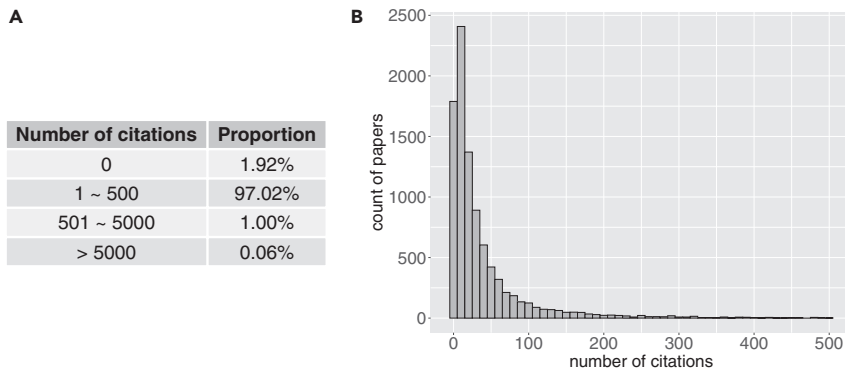 A
Number of citations Proportion
0 1.92%
1 ~ 500 97.02%
501 ~ 5000 1.00%
> 5000 0.06%
B
2500
2000
1500
1000
500
0
count of papers
0 100 200 300 400 500
number of citations